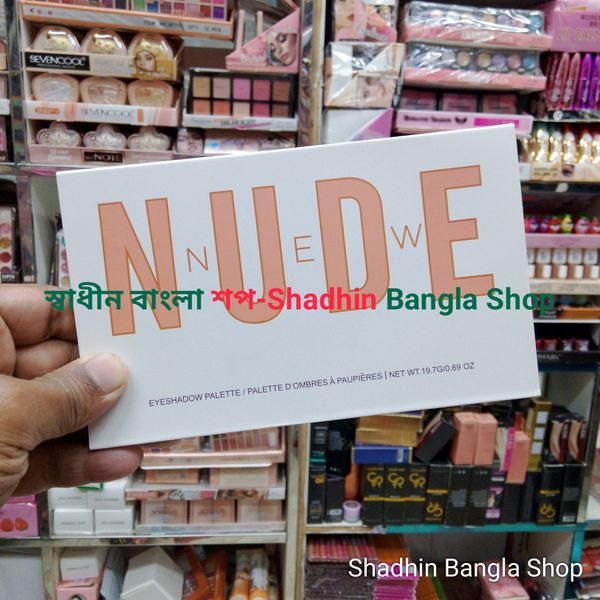 SEVENCOOL
SEVENCOOL
NOTE
NUDE
NEW
স্বাধীন বাংলা শপ-Shadhin Bangla Shop
EYESHADOW PALETTE / PALETTE D'OMBRES À PAUPIÈRES | NET WT.19.7G/0.69 OZ
Shadhin Bangla Shop